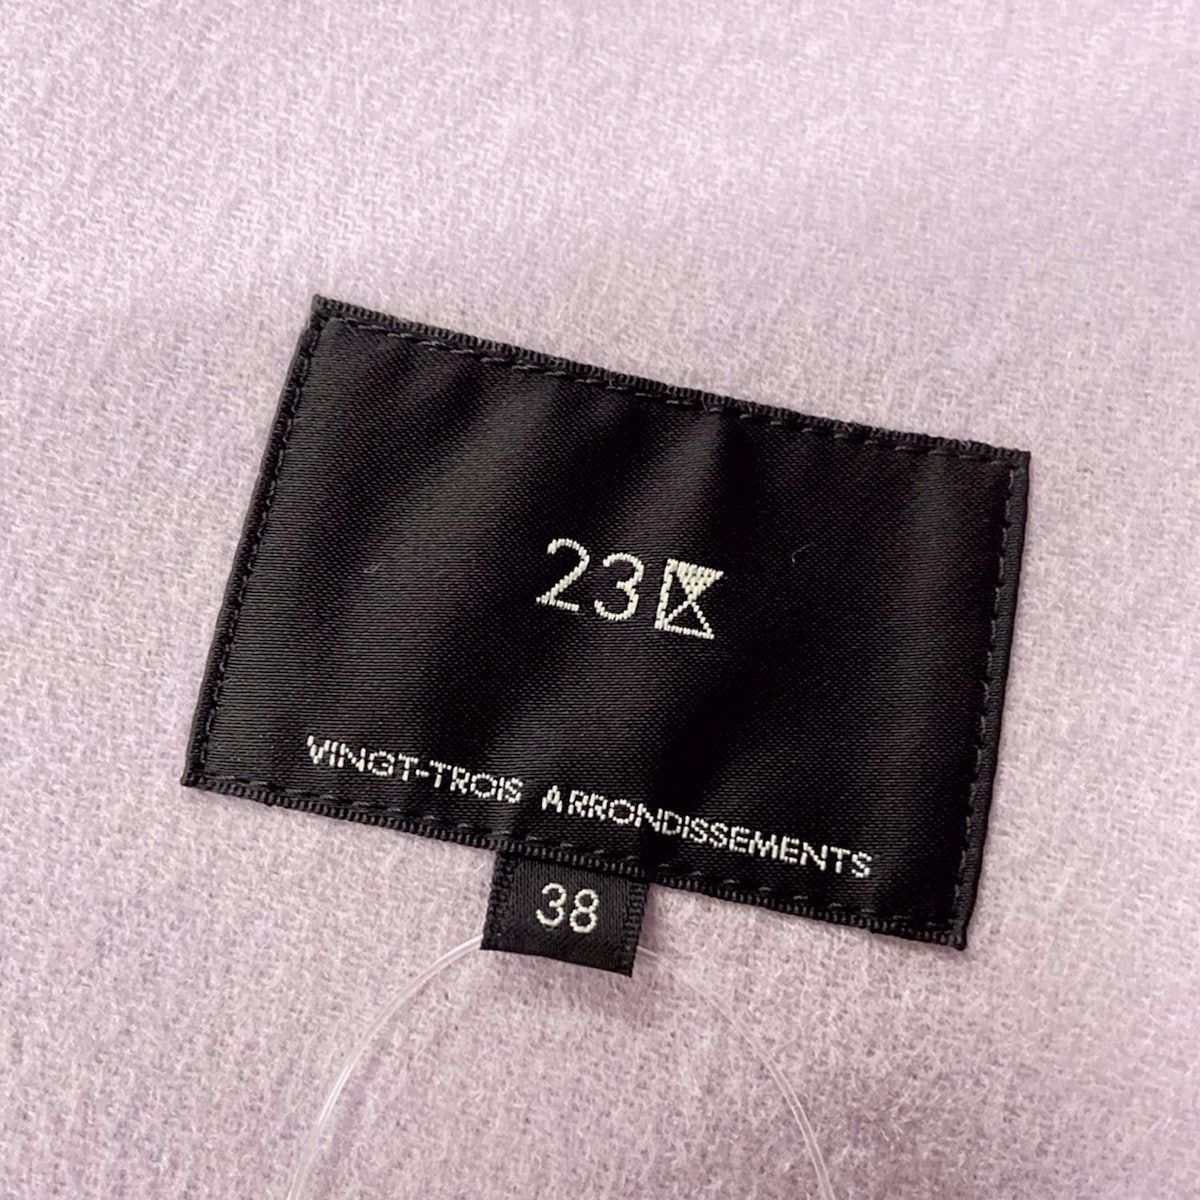 23区
VINGT-TROIS ARRONDISSEMENTS
38